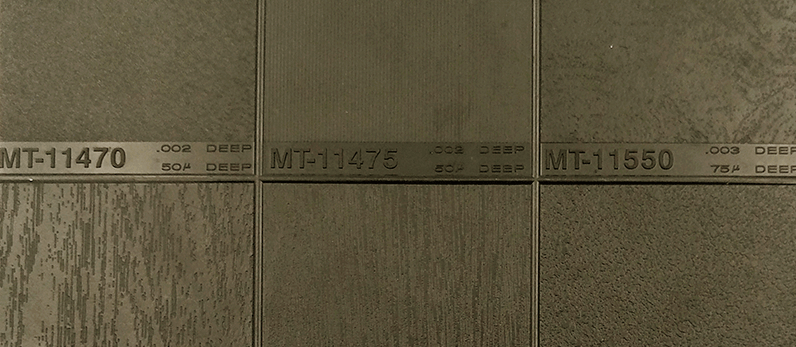 MT-11470 .002 DEEP
50µ DEEP
MT-11475 .002 DEEP
50µ DEEP
MT-11550 .003 DEEP
75µ DEEP